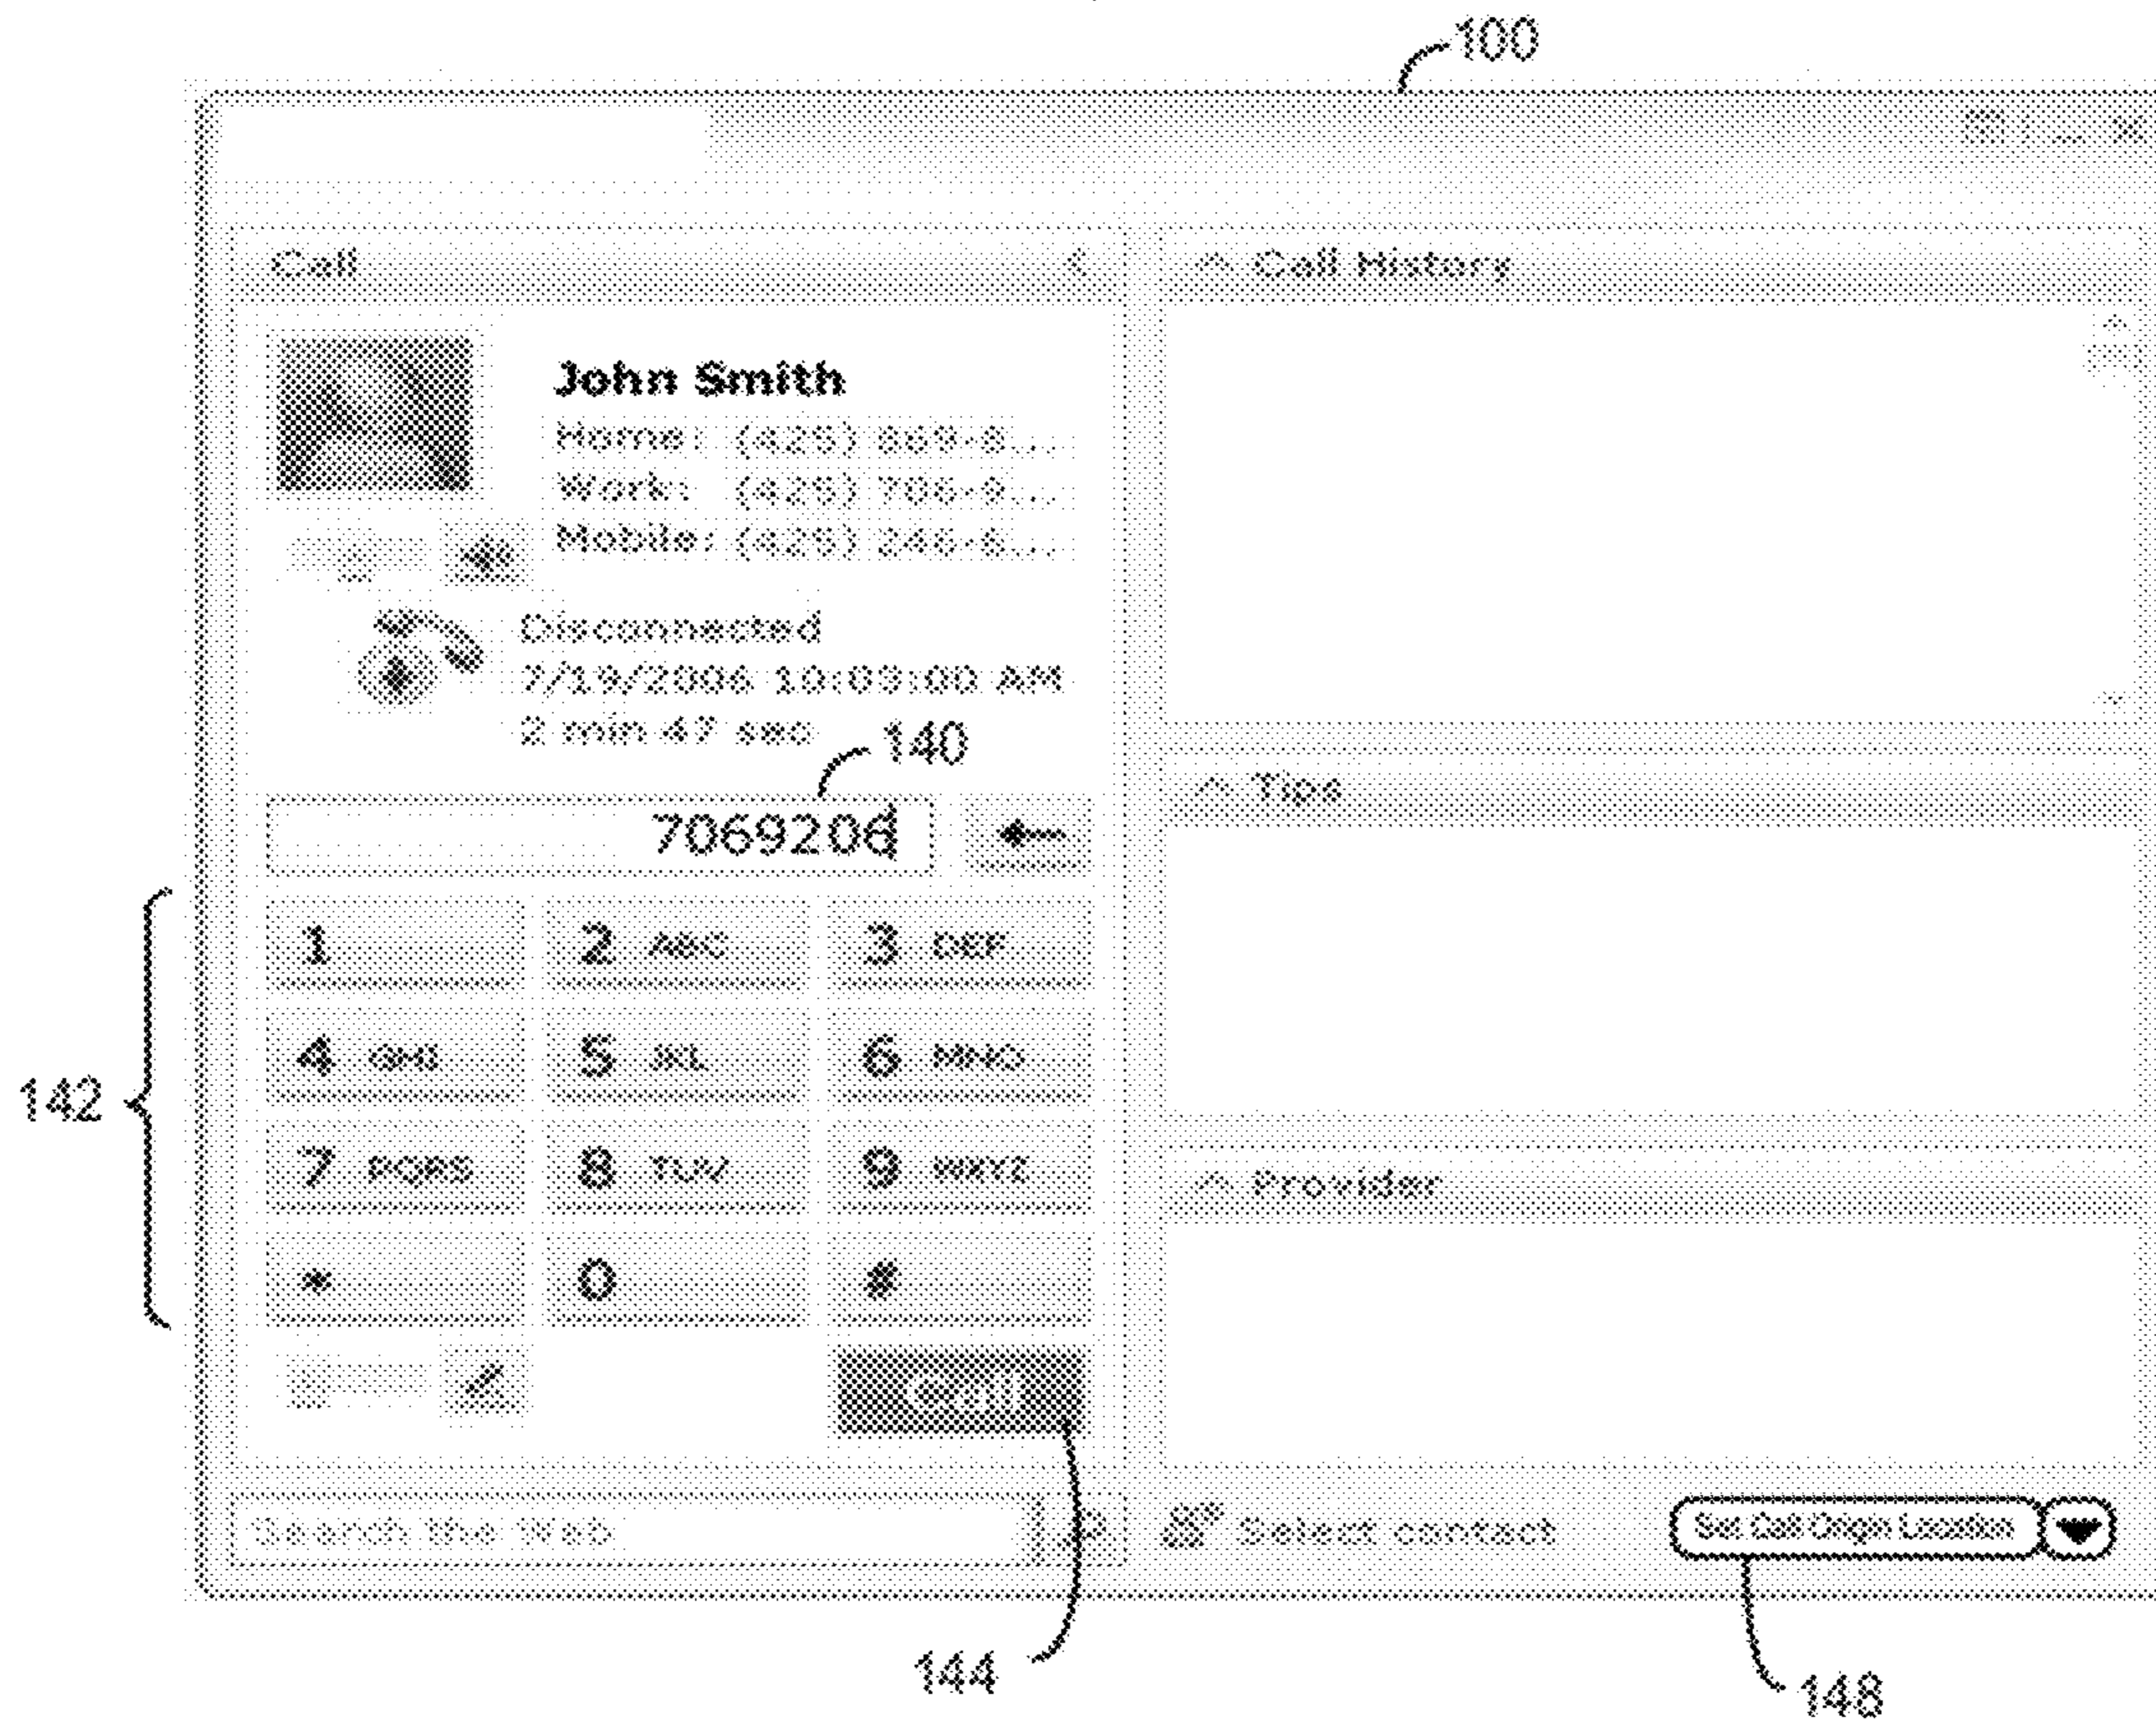 100
Call
Call History
John Smith
Home: (425) 869-8...
Work: (425) 706-9...
Mobile: (425) 246-8...
Disconnected
7/19/2006 10:09:00 AM
2 min 47 sec
140
Tips
7069206
142
1
2 ABC
3 DEF
4 GHI
5 JKL
6 MNO
7 PQRS
8 TUV
9 WXYZ
*
0
#
Provider
Call
Search the Web
Select contact
Set Call Origin Location
144
148